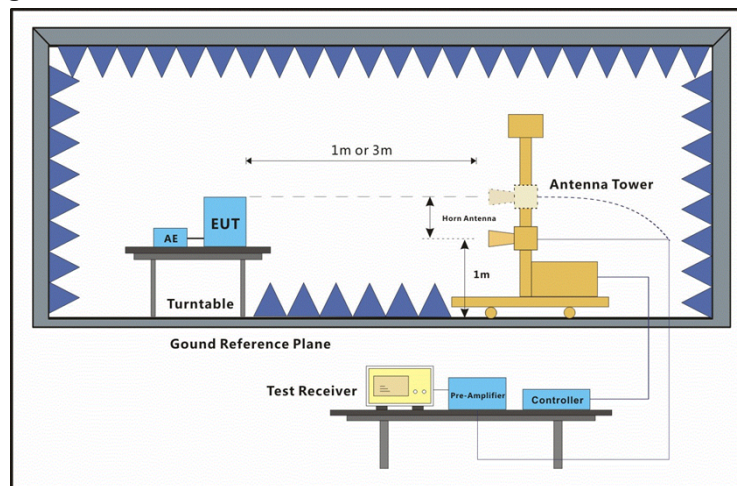 1m or 3m
Antenna Tower
EUT
Horn Antenna
AE
1m
Turntable
Gound Reference Plane
Test Receiver
Pre-Amplifier
Controller